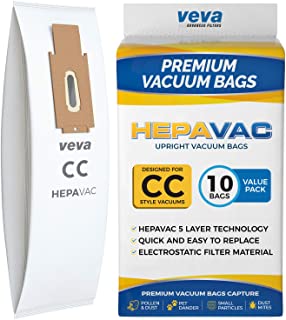 veva
CC
HEPAVAC
veva
ADVANCED FILTERS
PREMIUM
VACUUM BAGS
HEPAVAC
UPRIGHT VACUUM BAGS
DESIGNED FOR
CC
STYLE VACUUMS
10
BAGS
VALUE
PACK
HEPAVAC 5 LAYER TECHNOLOGY
QUICK AND EASY TO REPLACE
ELECTROSTATIC FILTER MATERIAL
PREMIUM VACUUM BAGS CAPTURE
POLLEN & DUST
PET DANDER
SMALL PARTICLES
DUST MITES